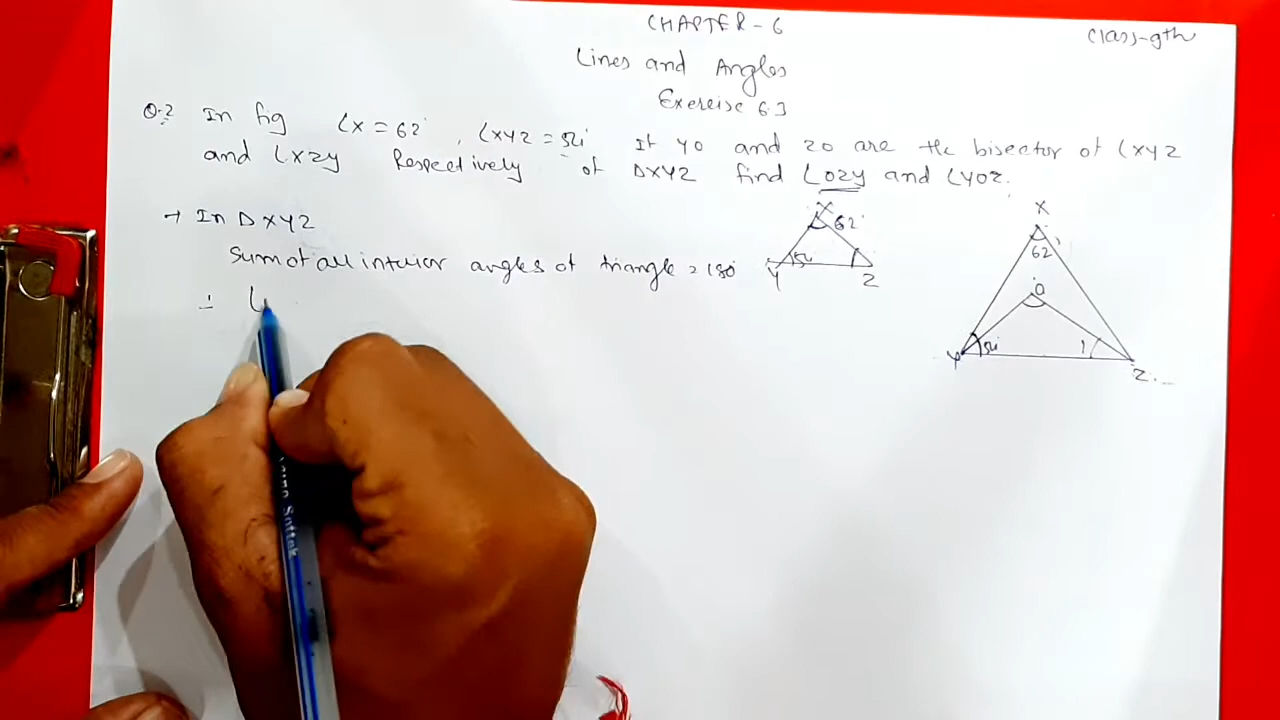 CHAPTER - 6
Class-9th
Lines and Angles
Exercise 6.3
Q.2 In fig ∠X = 62°, ∠XYZ = 54° If YO and ZO are the bisector of ∠XYZ
and ∠XZY Respectively of ΔXYZ find ∠OZY and ∠YOZ.
→ In ΔXYZ
Sum of all interior angles of triangle = 180
X
62°
54
Y
Z
X
62°
O
54
Y
Z